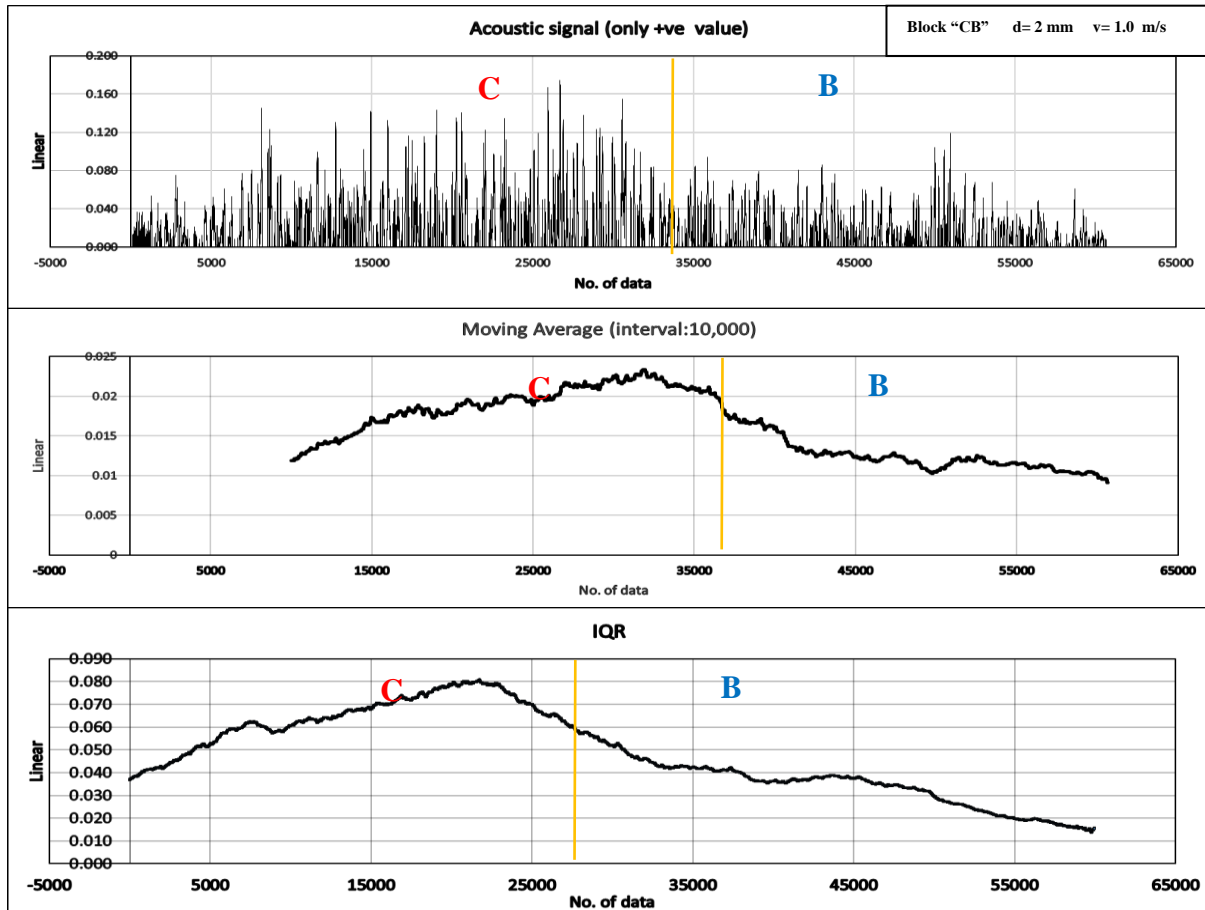 Acoustic signal (only +ve value)
Block “CB” d= 2 mm v= 1.0 m/s
0.200
0.160
0.120
0.080
0.040
0.000
Linear
C
B
-5000 5000 15000 25000 35000 45000 55000 65000
No. of data
Moving Average (interval:10,000)
0.025
0.02
0.015
0.01
0.005
0
Linear
C
B
-5000 5000 15000 25000 35000 45000 55000 65000
No. of data
IQR
0.090
0.080
0.070
0.060
0.050
0.040
0.030
0.020
0.010
0.000
Linear
C
B
-5000 5000 15000 25000 35000 45000 55000 65000
No. of data